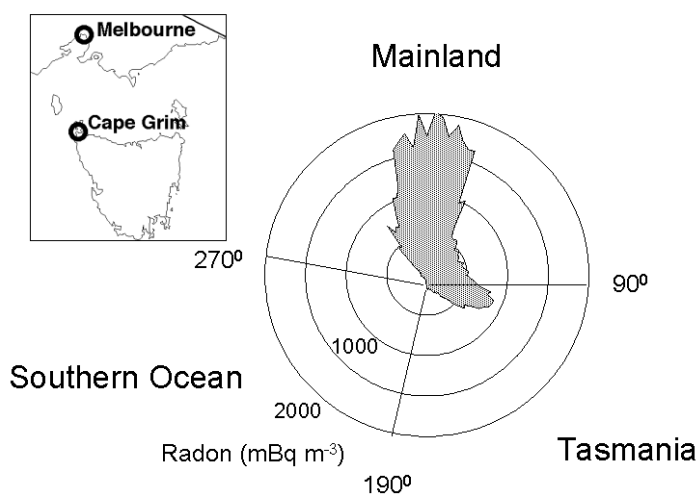 Melbourne
Mainland
Cape Grim
270⁰
90⁰
1000
Southern Ocean
2000
Radon (mBq m⁻³)
Tasmania
190⁰